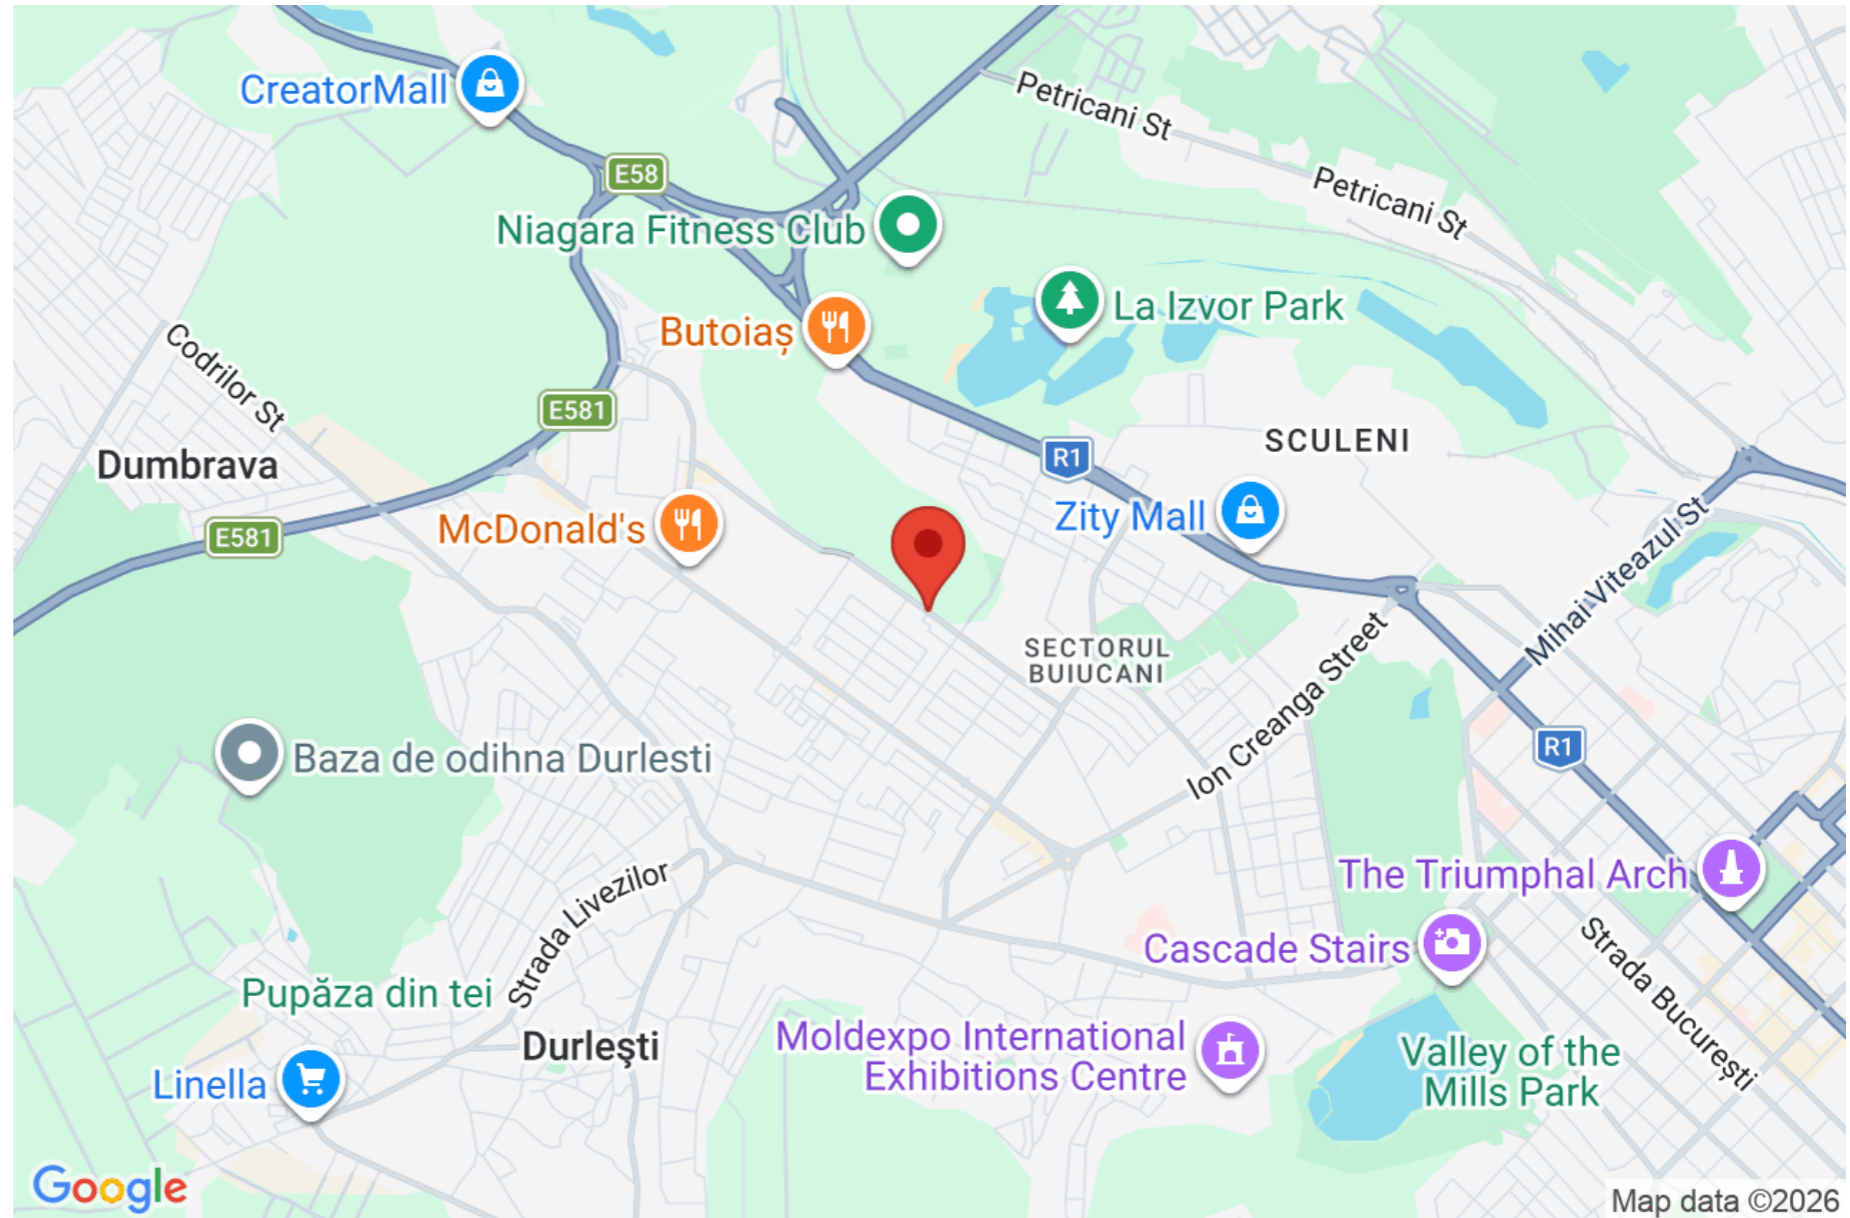 CreatorMall
Petricani St
E58
Petricani St
Niagara Fitness Club
La Izvor Park
Butoiaș
Codrilor St
E581
SCULENI
R1
Dumbrava
Zity Mall
McDonald's
E581
Mihai Viteazul St
SECTORUL
BUIUCANI
Ion Creanga Street
R1
Baza de odihna Durlesti
The Triumphal Arch
Strada Livezilor
Cascade Stairs
Strada București
Pupăza din tei
Durleşti
Moldexpo International
Exhibitions Centre
Valley of the
Mills Park
Linella
Google
Map data ©2026